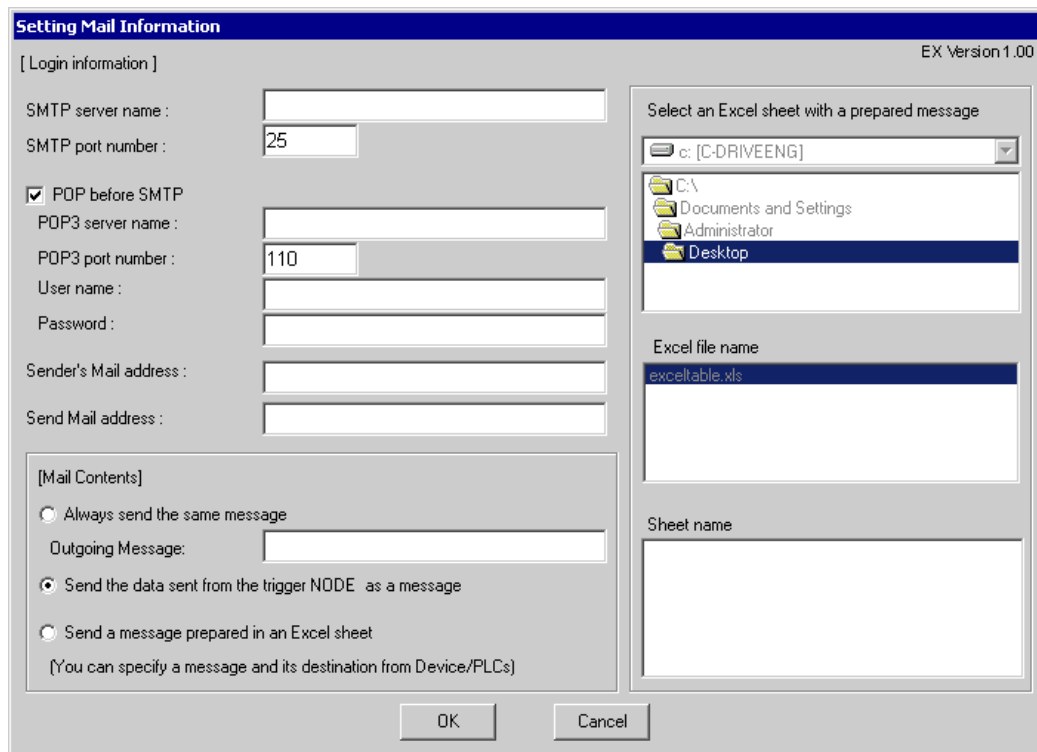 Setting Mail Information
EX Version 1.00
[ Login information ]
SMTP server name :
SMTP port number :
25
POP before SMTP
POP3 server name :
POP3 port number :
110
User name :
Password :
Sender's Mail address :
Send Mail address :
[Mail Contents]
Always send the same message
Outgoing Message:
Send the data sent from the trigger NODE as a message
Send a message prepared in an Excel sheet
(You can specify a message and its destination from Device/PLCs)
Select an Excel sheet with a prepared message
c: [C-DRIVEENG]
C:\
Documents and Settings
Administrator
Desktop
Excel file name
exceltable.xls
Sheet name
OK
Cancel